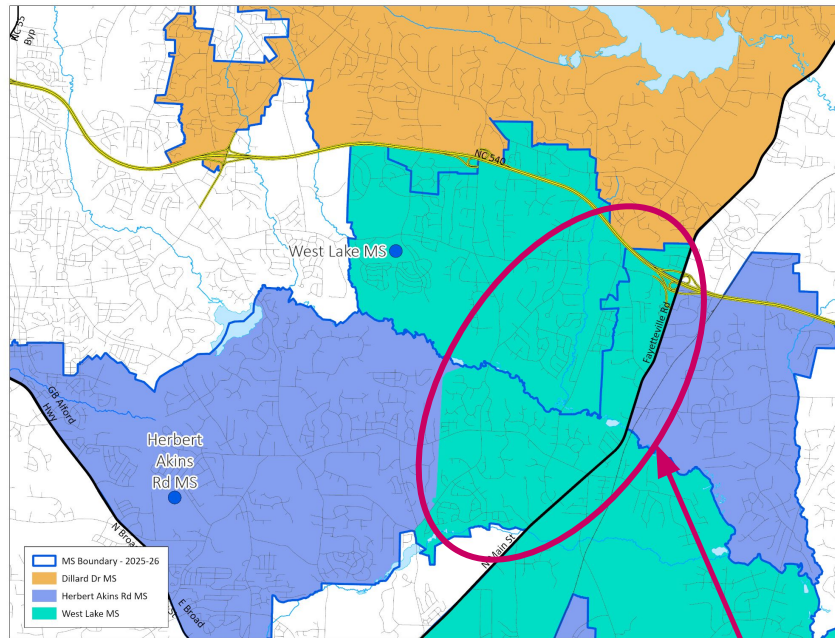 NC 55
Byp
NC 540
West Lake MS
Fayetteville Rd
GB Alford
Hwy
Herbert
Akins
Rd MS
N Main St
N Broad
E Broad
St
MS Boundary - 2025-26
Dillard Dr MS
Herbert Akins Rd MS
West Lake MS